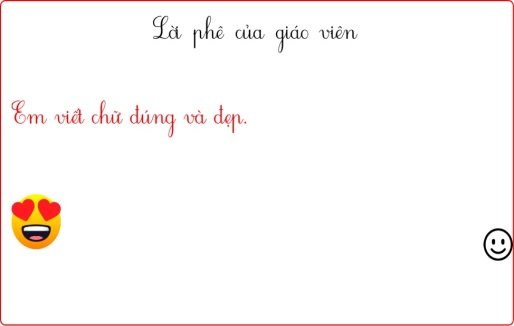 Lời phê của giáo viên
Em viết chữ đúng và đẹp.